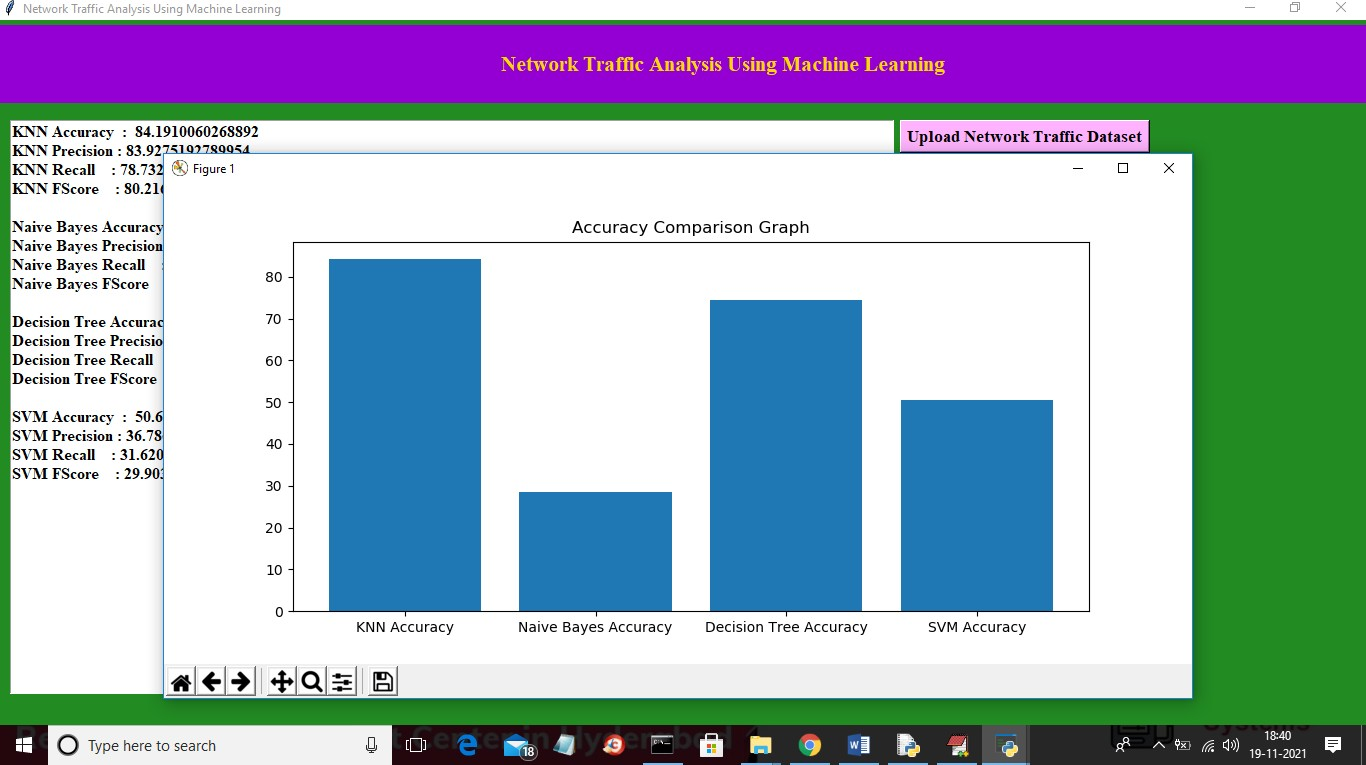 Network Traffic Analysis Using Machine Learning
Network Traffic Analysis Using Machine Learning
Upload Network Traffic Dataset
KNN Accuracy : 84.1910060268892
KNN Precision : 83.9275192789954
KNN Recall : 78.732
KNN FScore : 80.216
Naive Bayes Accuracy
Naive Bayes Precision
Naive Bayes Recall :
Naive Bayes FScore
Decision Tree Accurac
Decision Tree Precisio
Decision Tree Recall
Decision Tree FScore
SVM Accuracy : 50.6
SVM Precision : 36.78
SVM Recall : 31.620
SVM FScore : 29.903
Figure 1
Accuracy Comparison Graph
80
70
60
50
40
30
20
10
0
KNN Accuracy Naive Bayes Accuracy Decision Tree Accuracy SVM Accuracy
Type here to search
18
18:40
19-11-2021